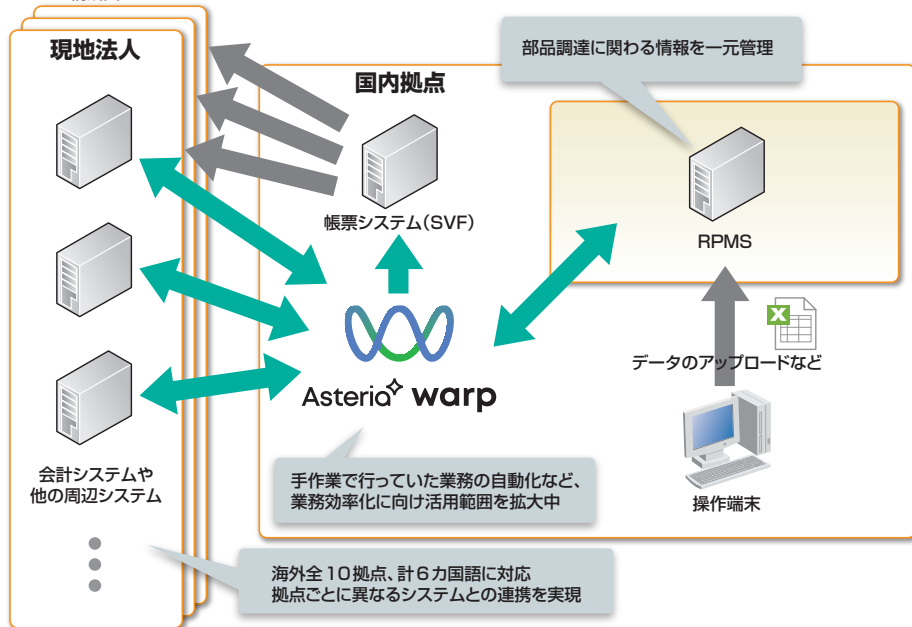 現地法人
国内拠点
部品調達に関わる情報を一元管理
帳票システム(SVF)
RPMS
X
データのアップロードなど
Asteria warp
会計システムや
他の周辺システム
手作業で行っていた業務の自動化など、
業務効率化に向け活用範囲を拡大中
操作端末
海外全10拠点、計6カ国語に対応
拠点ごとに異なるシステムとの連携を実現